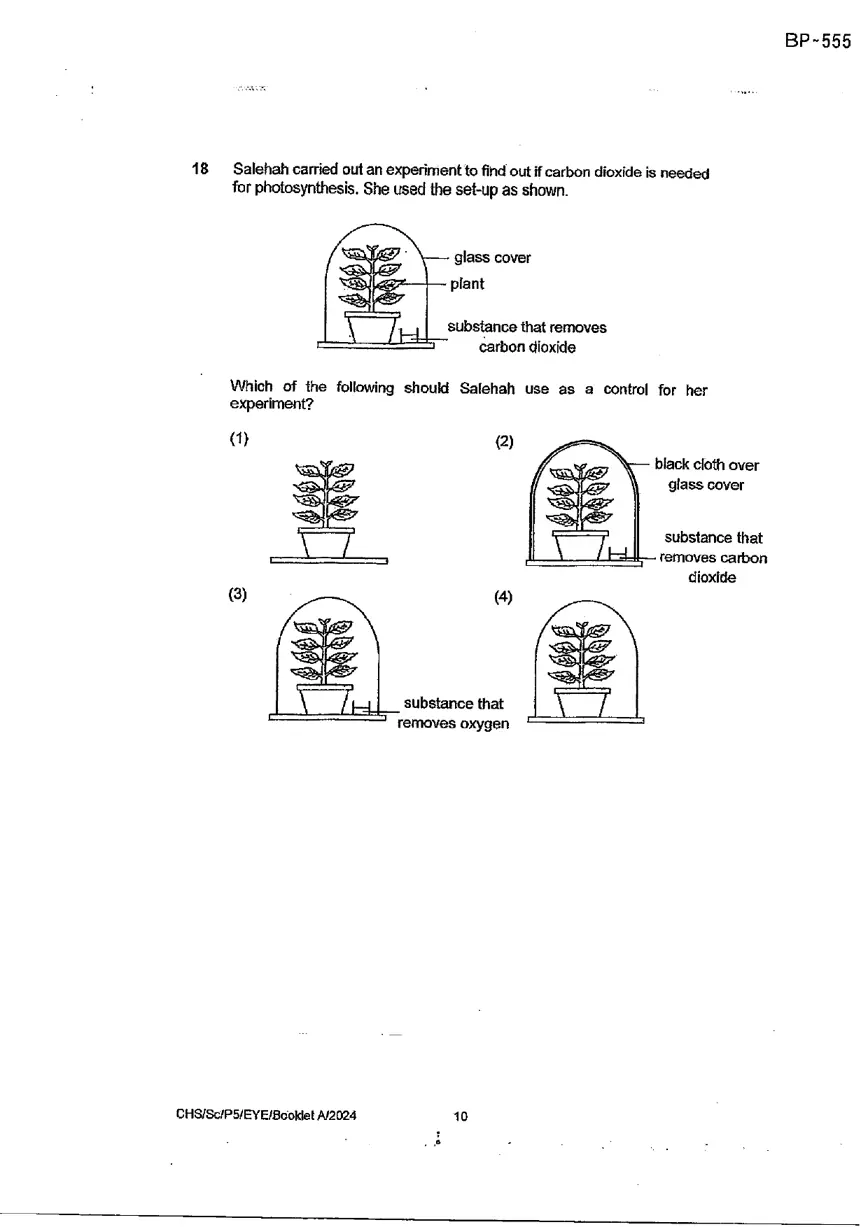 BP-555
18 Salehah carried out an experiment to find out if carbon dioxide is needed
for photosynthesis. She used the set-up as shown.
glass cover
plant
substance that removes
carbon dioxide
Which of the following should Salehah use as a control for her
experiment?
(1)
(2)
black cloth over
glass cover
substance that
removes carbon
dioxide
(3)
(4)
substance that
removes oxygen
CHS/Sc/P5/EYE/Booklet A/2024 10